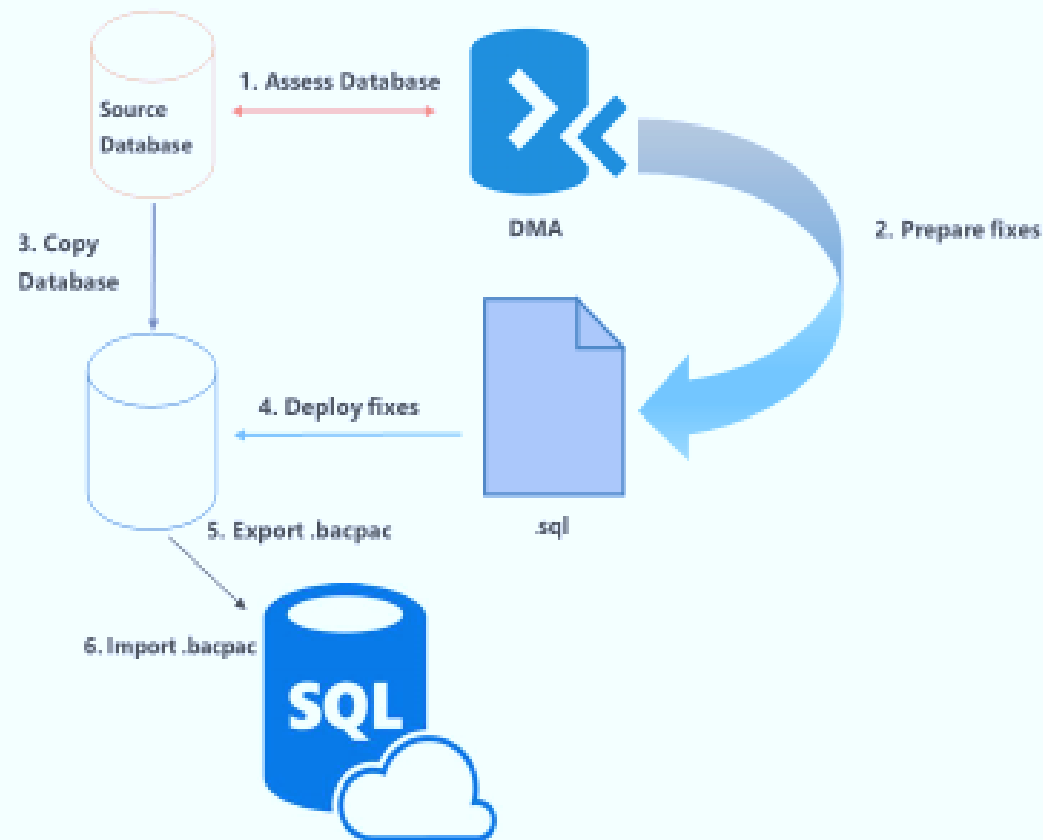 1. Assess Database
Source
Database
DMA
2. Prepare fixes
3. Copy
Database
4. Deploy fixes
.sql
5. Export .bacpac
6. Import .bacpac
SQL